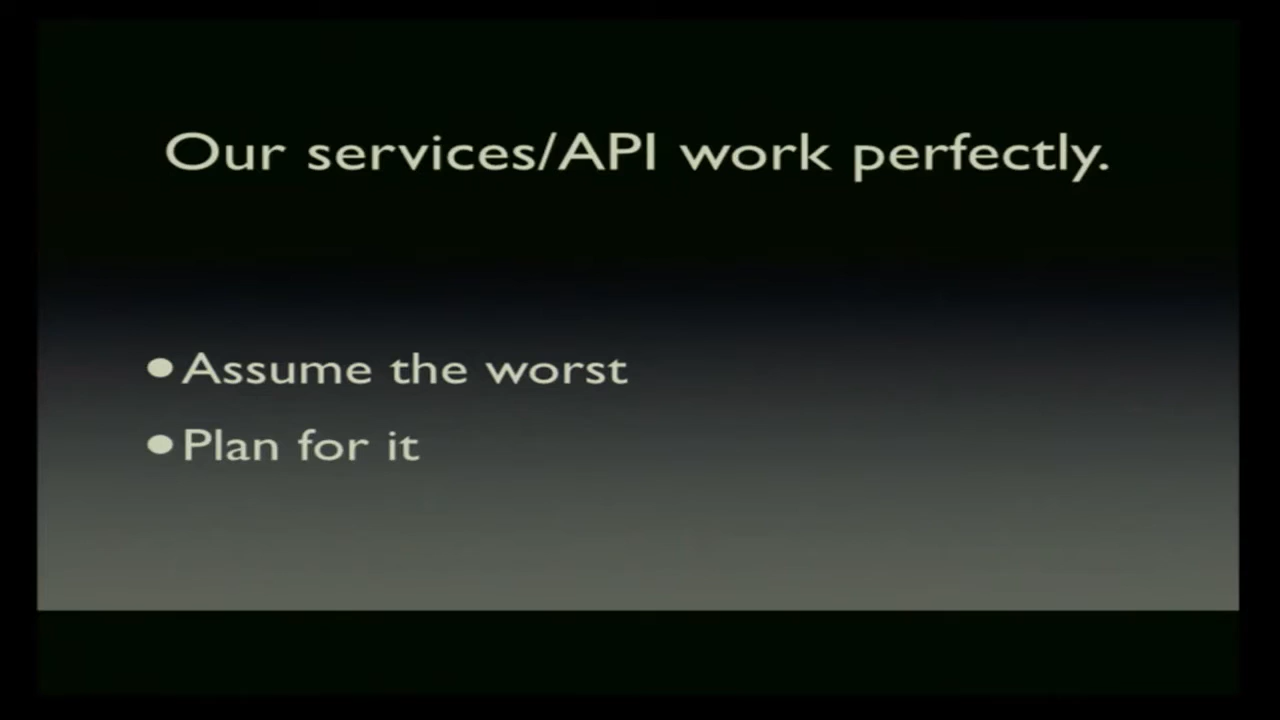 Our services/API work perfectly.
•Assume the worst
•Plan for it